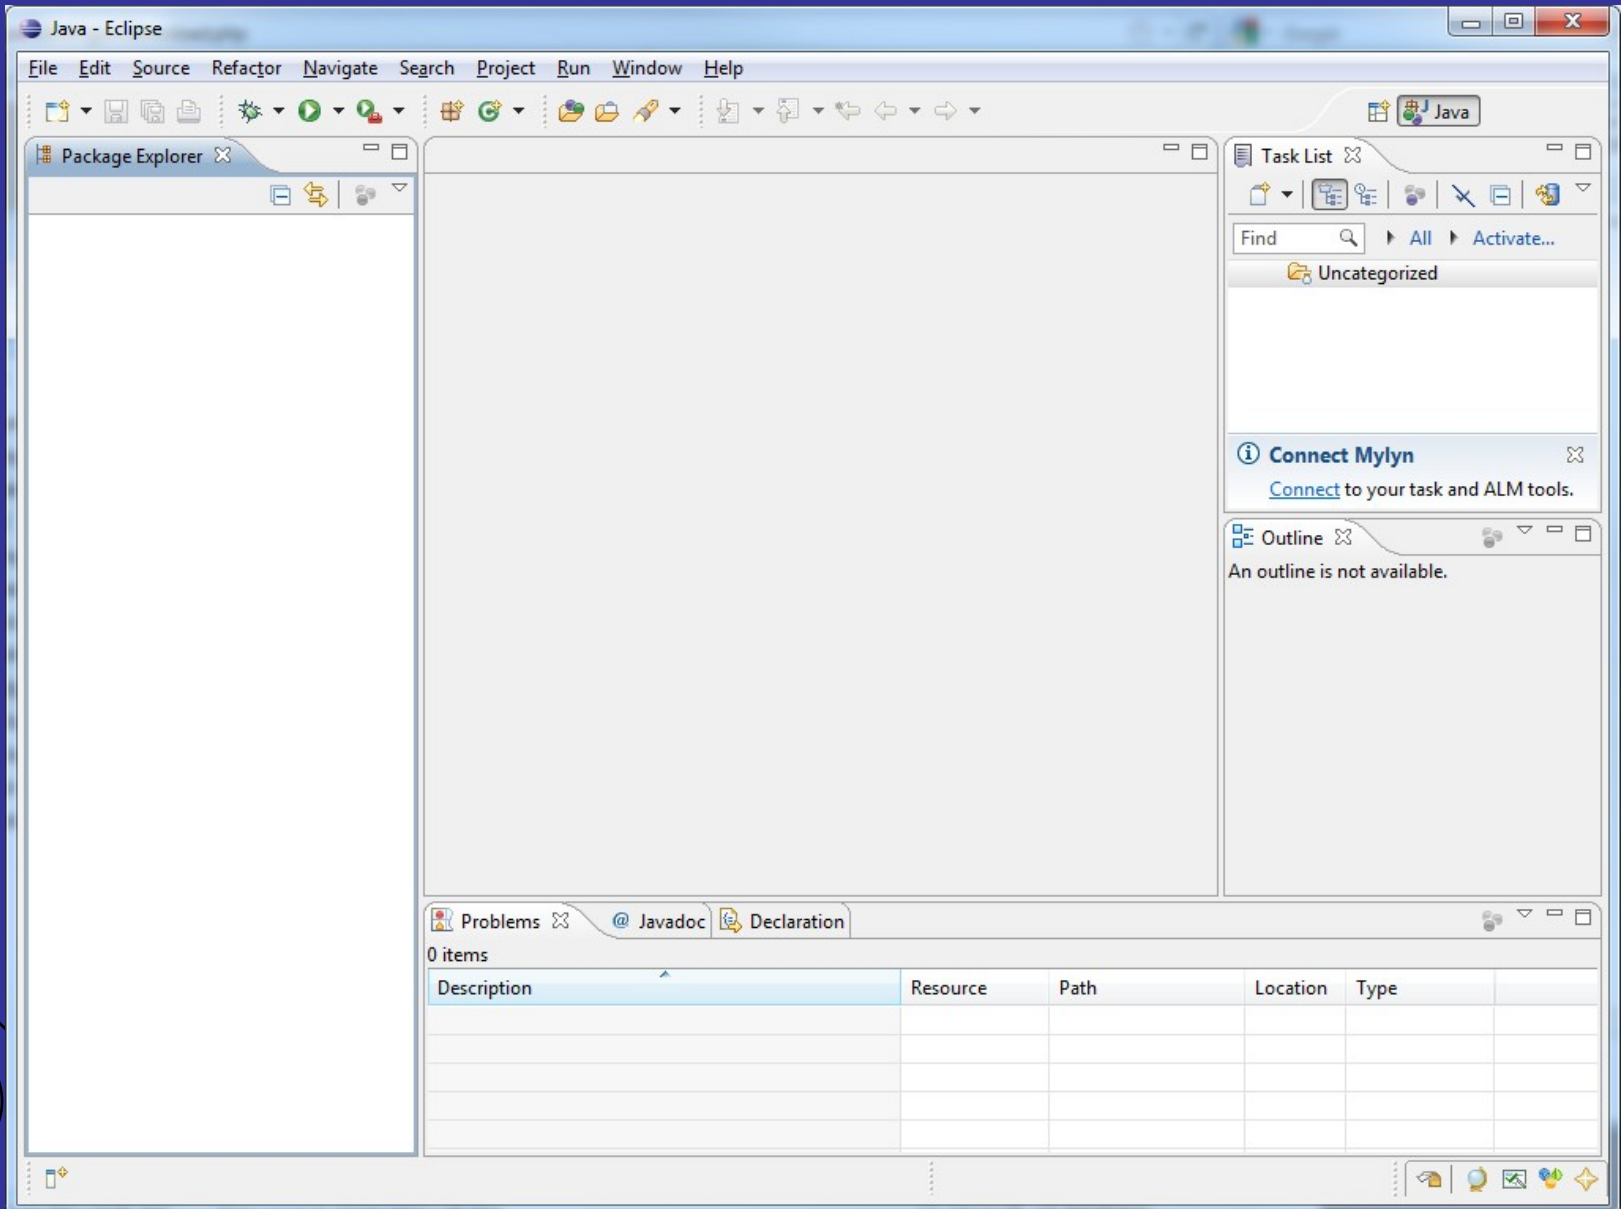 Java - Eclipse
File Edit Source Refactor Navigate Search Project Run Window Help
Java
Package Explorer
Task List
Find All Activate...
Uncategorized
Connect Mylyn
Connect to your task and ALM tools.
Outline
An outline is not available.
Problems @ Javadoc Declaration
0 items
Description Resource Path Location Type